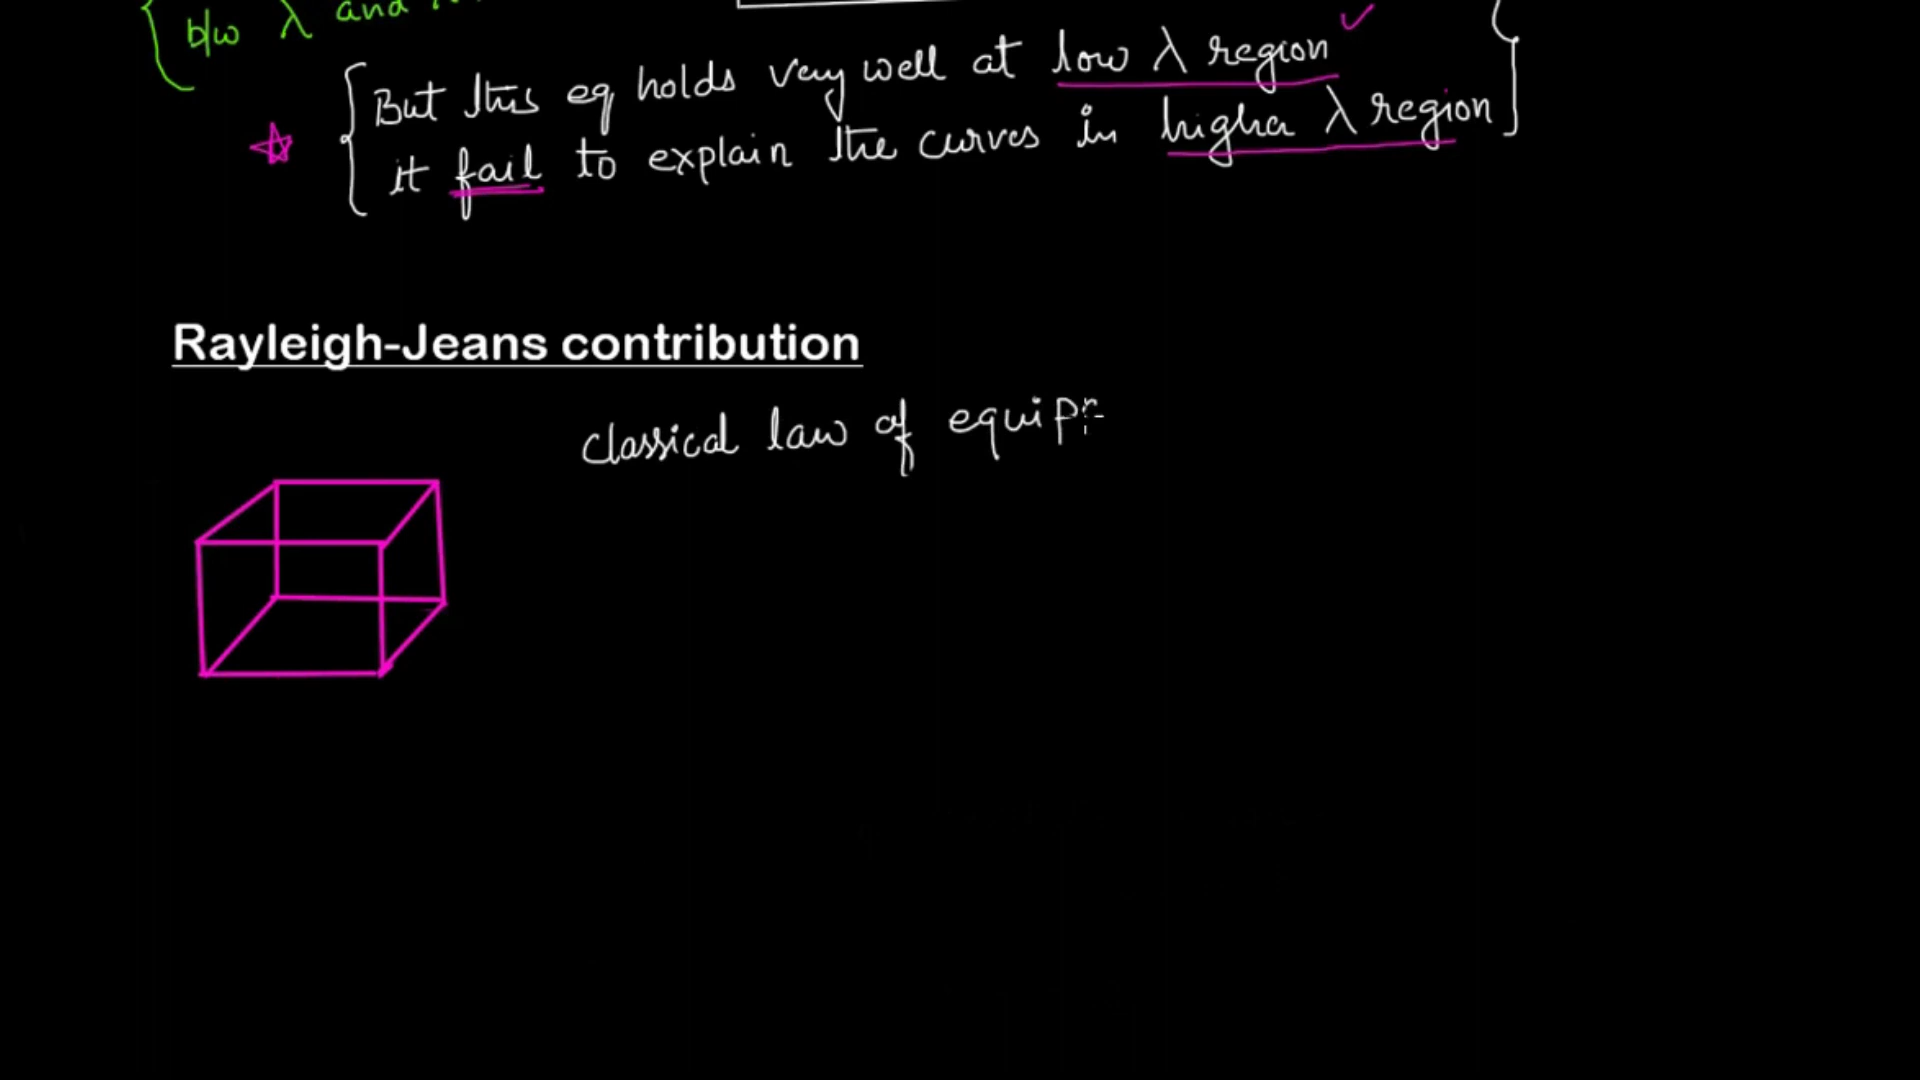 b/w λ and
But this eq holds very well at low λ region
it fail to explain the curves in higher λ region
Rayleigh-Jeans contribution
classical law of equip